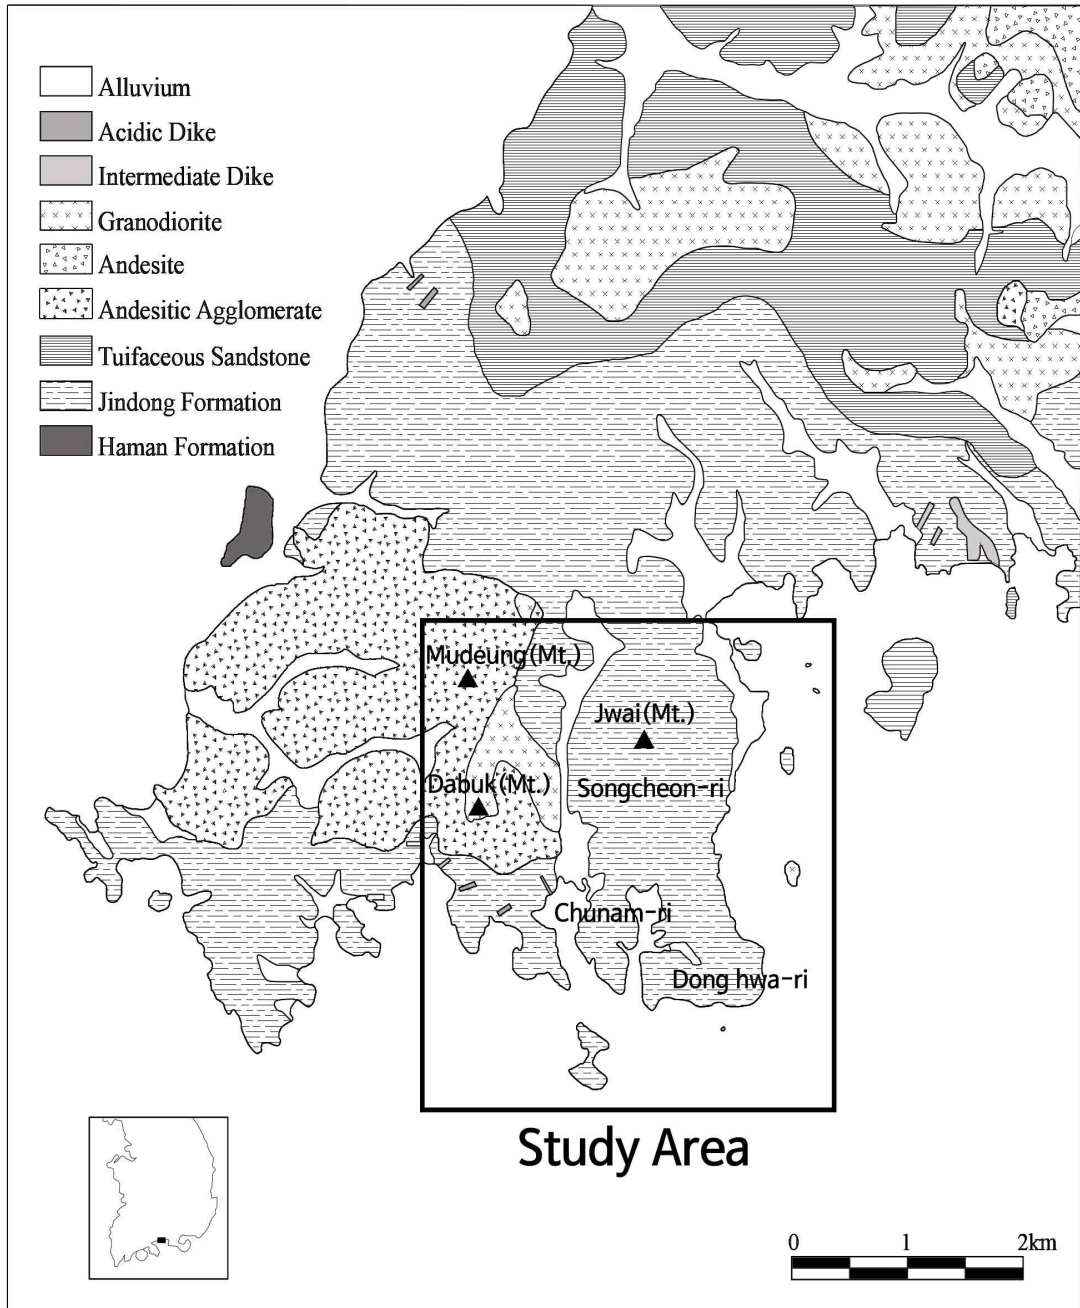 Alluvium
Acidic Dike
Intermediate Dike
Granodiorite
Andesite
Andesitic Agglomerate
Tuifaceous Sandstone
Jindong Formation
Haman Formation
Mudeung(Mt.)
Jwai(Mt.)
Dabuk(Mt.)
Songcheon-ri
Chunam-ri
Dong hwa-ri
Study Area
0 1 2km